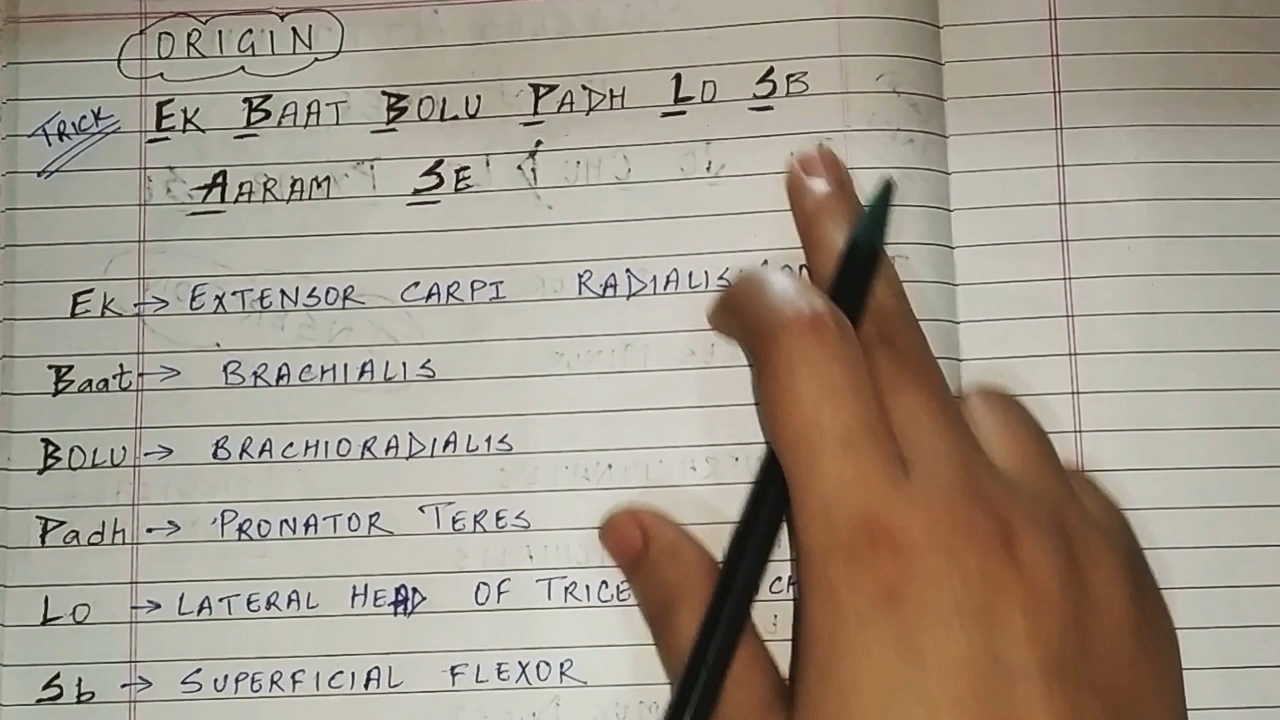 ORIGIN
TRICK EK BAAT BOLU PADH LO SB
AARAM SE
EK → EXTENSOR CARPI RADIALIS
Baat → BRACHIALIS
BOLU → BRACHIORADIALIS
Padh → PRONATOR TERES
LO → LATERAL HEAD OF
Sb → SUPERFICIAL FLEXOR